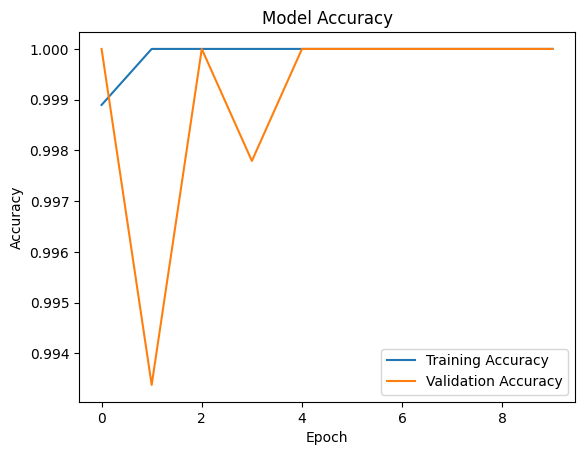 Model Accuracy
1.000
0.999
0.998
0.997
0.996
0.995
0.994
Accuracy
Training Accuracy
Validation Accuracy
0 2 4 6 8
Epoch